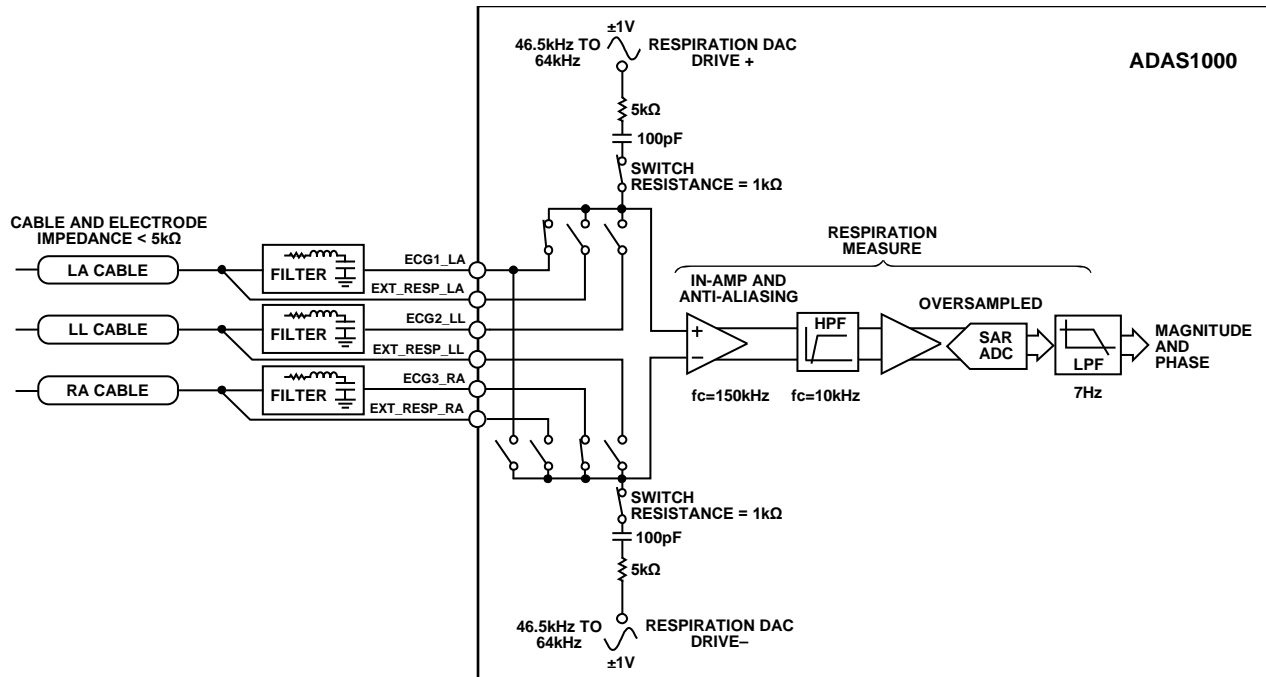 ±1V
46.5kHz TO
64kHz
RESPIRATION DAC
DRIVE +
ADAS1000
5kΩ
100pF
SWITCH
RESISTANCE = 1kΩ
CABLE AND ELECTRODE
IMPEDANCE < 5kΩ
LA CABLE
FILTER
ECG1_LA
EXT_RESP_LA
LL CABLE
FILTER
ECG2_LL
EXT_RESP_LL
RA CABLE
FILTER
ECG3_RA
EXT_RESP_RA
RESPIRATION
MEASURE
IN-AMP AND
ANTI-ALIASING
+
–
fc=150kHz
HPF
fc=10kHz
OVERSAMPLED
SAR
ADC
LPF
7Hz
MAGNITUDE
AND
PHASE
SWITCH
RESISTANCE = 1kΩ
100pF
5kΩ
46.5kHz TO
64kHz
RESPIRATION DAC
DRIVE–
±1V